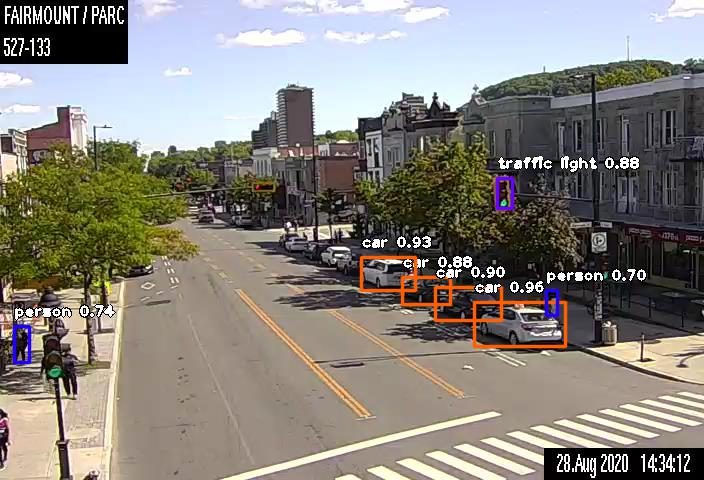 FAIRMOUNT / PARC
527-133
traffic light 0.88
car 0.93
car 0.88
car 0.90
car 0.96
person 0.70
person 0.74
28.Aug 2020 14:34:12